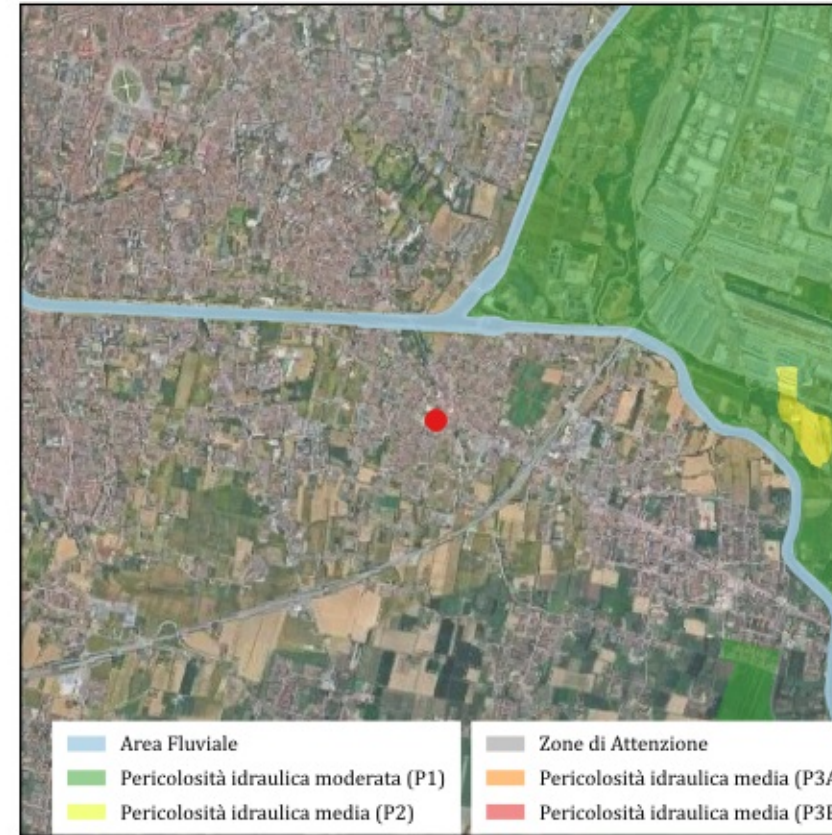 Area Fluviale
Pericolosità idraulica moderata (P1)
Pericolosità idraulica media (P2)
Zone di Attenzione
Pericolosità idraulica media (P3A
Pericolosità idraulica media (P3B